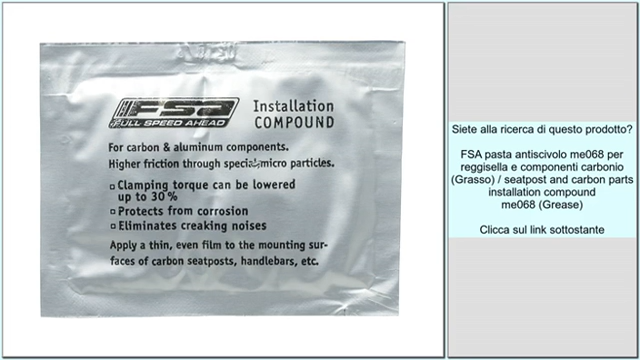 FSA
FULL SPEED AHEAD
Installation
COMPOUND
For carbon & aluminum components.
Higher friction through special micro particles.
Clamping torque can be lowered
up to 30 %
Protects from corrosion
Eliminates creaking noises
Apply a thin, even film to the mounting sur-
faces of carbon seatposts, handlebars, etc.
Siete alla ricerca di questo prodotto?
FSA pasta antiscivolo me068 per
reggisella e componenti carbonio
(Grasso) / seatpost and carbon parts
installation compound
me068 (Grease)
Clicca sul link sottostante